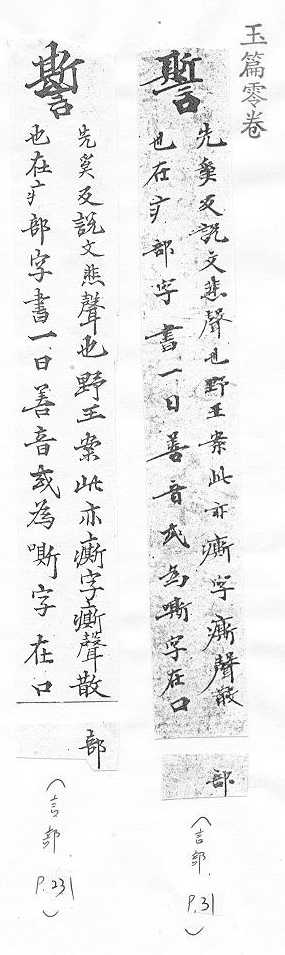 玉篇零卷
誓
先奚反說文悲聲也野王案此亦㾷字㾷聲散
也在疒部字書一曰善音或為嘶字在口
部
（言部 P.31）
謺
先奚反說文悲聲也野王案此亦㾷字㾷聲散
也在疒部字書一曰善音或為嘶字在口
部
（言部 P.231）